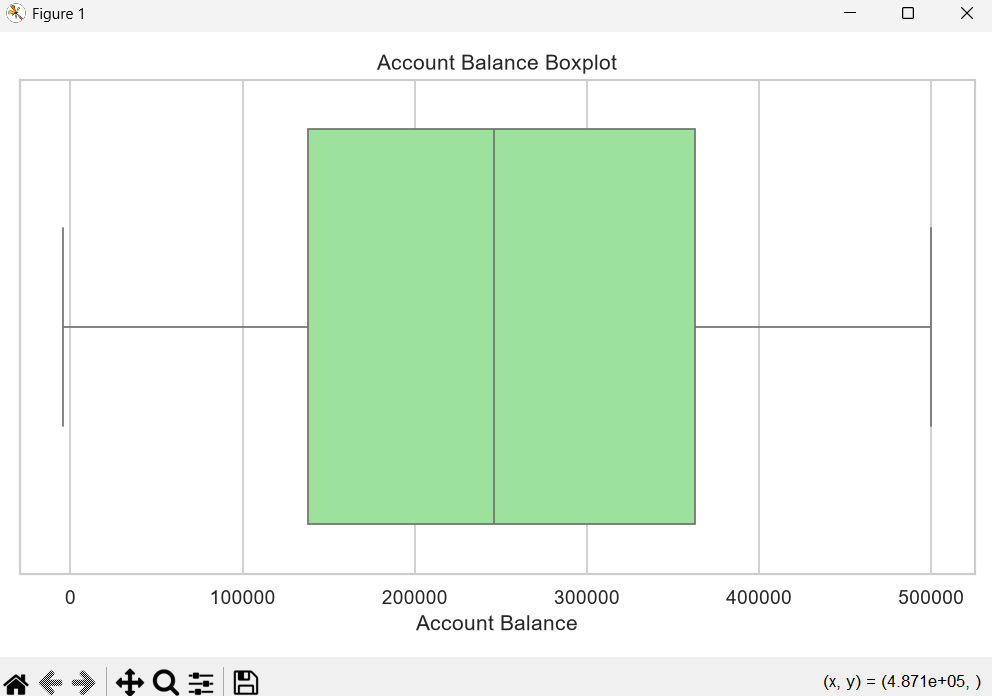 Figure 1
Account Balance Boxplot
0 100000 200000 300000 400000 500000
Account Balance
(x, y) = (4.871e+05, )